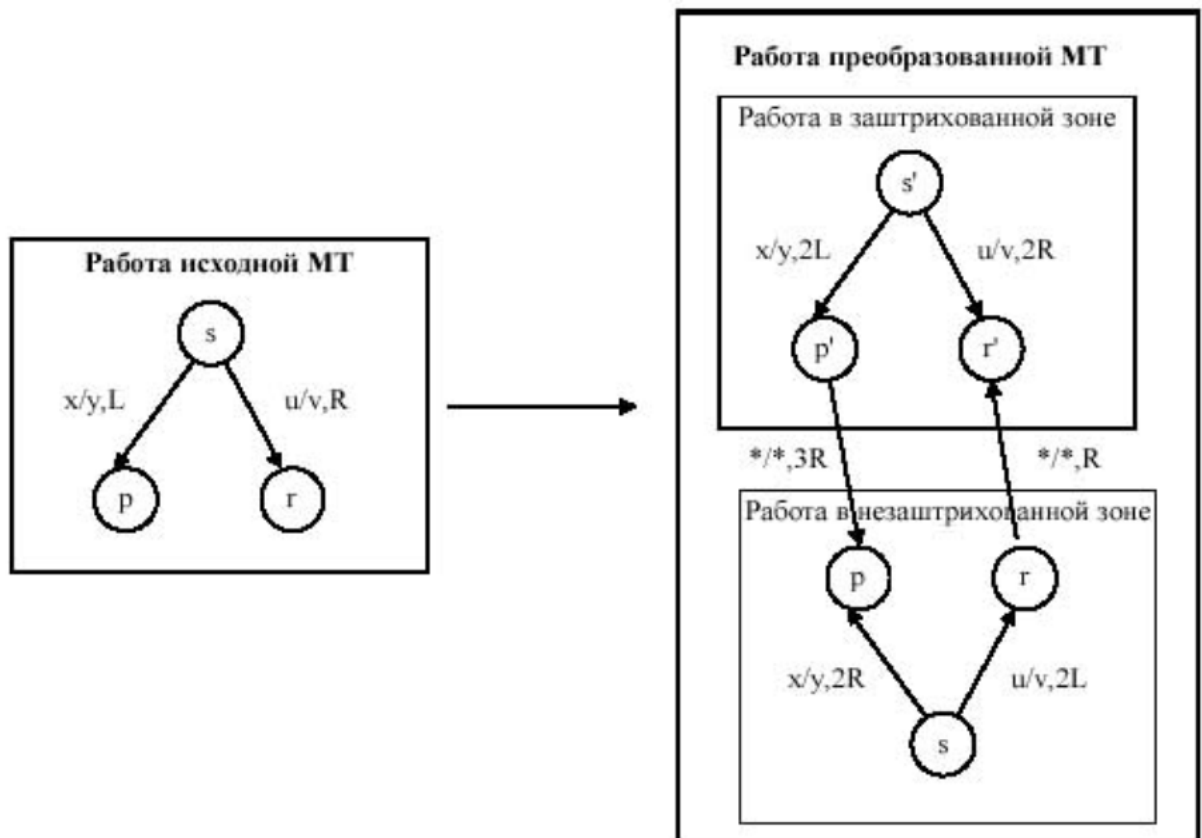 Работа исходной МТ
s
x/y,L
u/v,R
p
r
Работа преобразованной МТ
Работа в заштрихованной зоне
s'
x/y,2L
u/v,2R
p'
r'
*/*,3R
*/*,R
Работа в незаштрихованной зоне
p
r
x/y,2R
u/v,2L
s